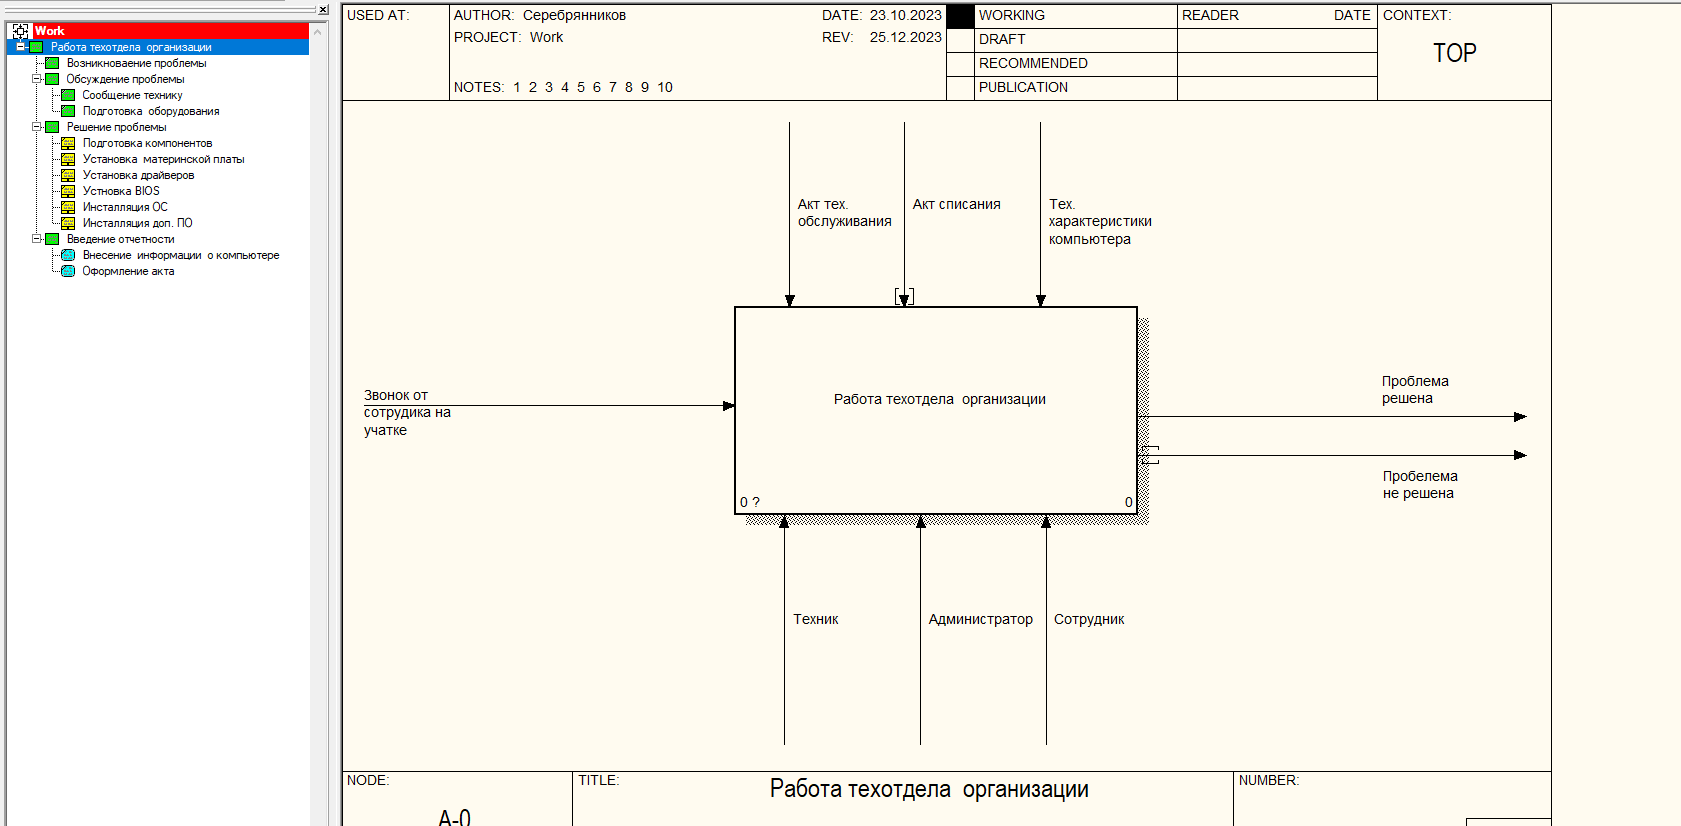 Work
Работа техотдела  организации
Возникновение проблемы
Обсуждение проблемы
Сообщение технику
Подготовка  оборудования
Решение проблемы
Подготовка компонентов
Установка  материнской платы
Установка драйверов
Устновка BIOS
Инсталляция ОС
Инсталляция доп. ПО
Введение отчетности
Внесение  информации  о компьютере
Оформление акта
USED AT:
AUTHOR:  Серебрянников
DATE:  23.10.2023
PROJECT:  Work
REV:  25.12.2023
NOTES:  1  2  3  4  5  6  7  8  9  10
WORKING
DRAFT
RECOMMENDED
PUBLICATION
READER
DATE
CONTEXT:
TOP
Акт тех.
обслуживания
Акт списания
Тех.
характеристики
компьютера
Звонок от
сотрудика на
учатке
Работа техотдела  организации
0 ?
0
Проблема
решена
Пробелема
не решена
Техник
Администратор
Сотрудник
NODE:
A-0
TITLE:
Работа техотдела  организации
NUMBER: